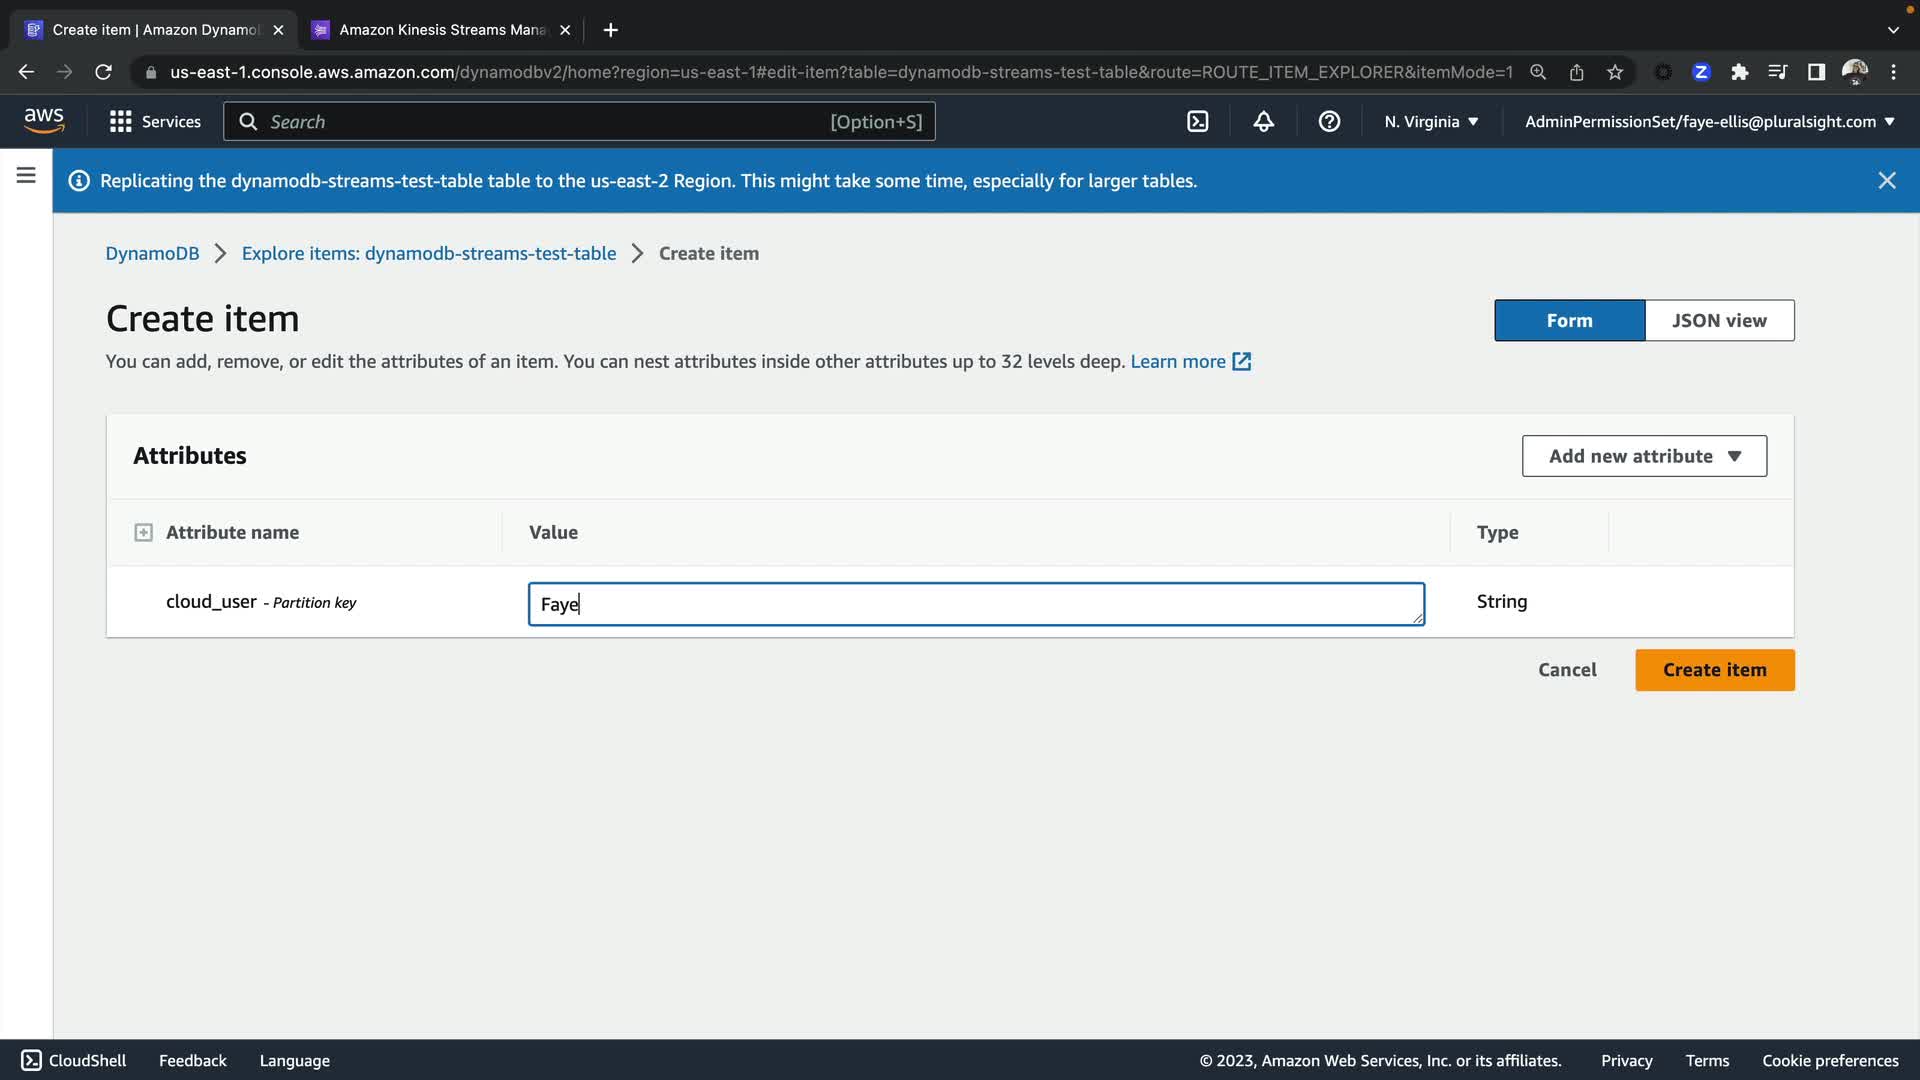 Create item | Amazon Dynamo
Amazon Kinesis Streams Mana
us-east-1.console.aws.amazon.com/dynamodbv2/home?region=us-east-1#edit-item?table=dynamodb-streams-test-table&route=ROUTE_ITEM_EXPLORER&itemMode=1
aws
Services
Search
[Option+S]
N. Virginia
AdminPermissionSet/faye-ellis@pluralsight.com
Replicating the dynamodb-streams-test-table table to the us-east-2 Region. This might take some time, especially for larger tables.
DynamoDB
Explore items: dynamodb-streams-test-table
Create item
Create item
Form
JSON view
You can add, remove, or edit the attributes of an item. You can nest attributes inside other attributes up to 32 levels deep. Learn more
Attributes
Add new attribute
Attribute name
Value
Type
cloud_user - Partition key
Faye
String
Cancel
Create item
CloudShell
Feedback
Language
© 2023, Amazon Web Services, Inc. or its affiliates.
Privacy
Terms
Cookie preferences